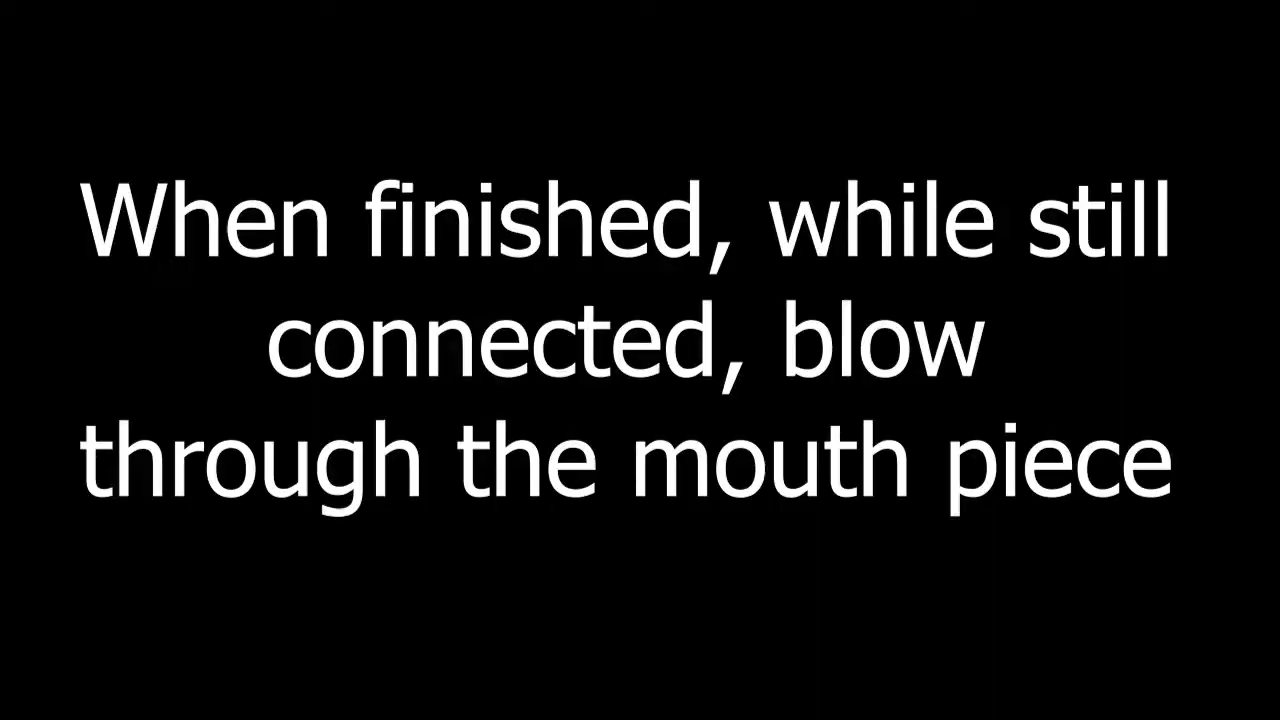 When finished, while still
connected, blow
through the mouth piece